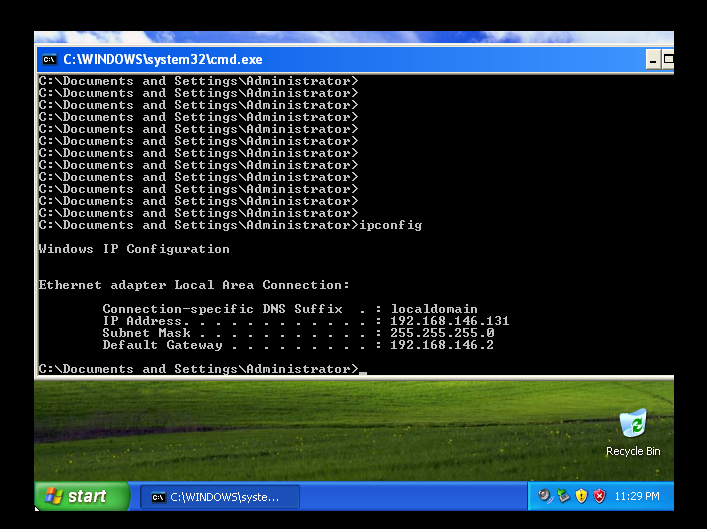 C:\WINDOWS\system32\cmd.exe
C:\Documents and Settings\Administrator>
C:\Documents and Settings\Administrator>
C:\Documents and Settings\Administrator>
C:\Documents and Settings\Administrator>
C:\Documents and Settings\Administrator>
C:\Documents and Settings\Administrator>
C:\Documents and Settings\Administrator>
C:\Documents and Settings\Administrator>
C:\Documents and Settings\Administrator>
C:\Documents and Settings\Administrator>
C:\Documents and Settings\Administrator>
C:\Documents and Settings\Administrator>
C:\Documents and Settings\Administrator>ipconfig
Windows IP Configuration
Ethernet adapter Local Area Connection:
Connection-specific DNS Suffix  . : localdomain
IP Address. . . . . . . . . . . . : 192.168.146.131
Subnet Mask . . . . . . . . . . . : 255.255.255.0
Default Gateway . . . . . . . . . : 192.168.146.2
C:\Documents and Settings\Administrator>_
Recycle Bin
start
C:\WINDOWS\syste...
11:29 PM